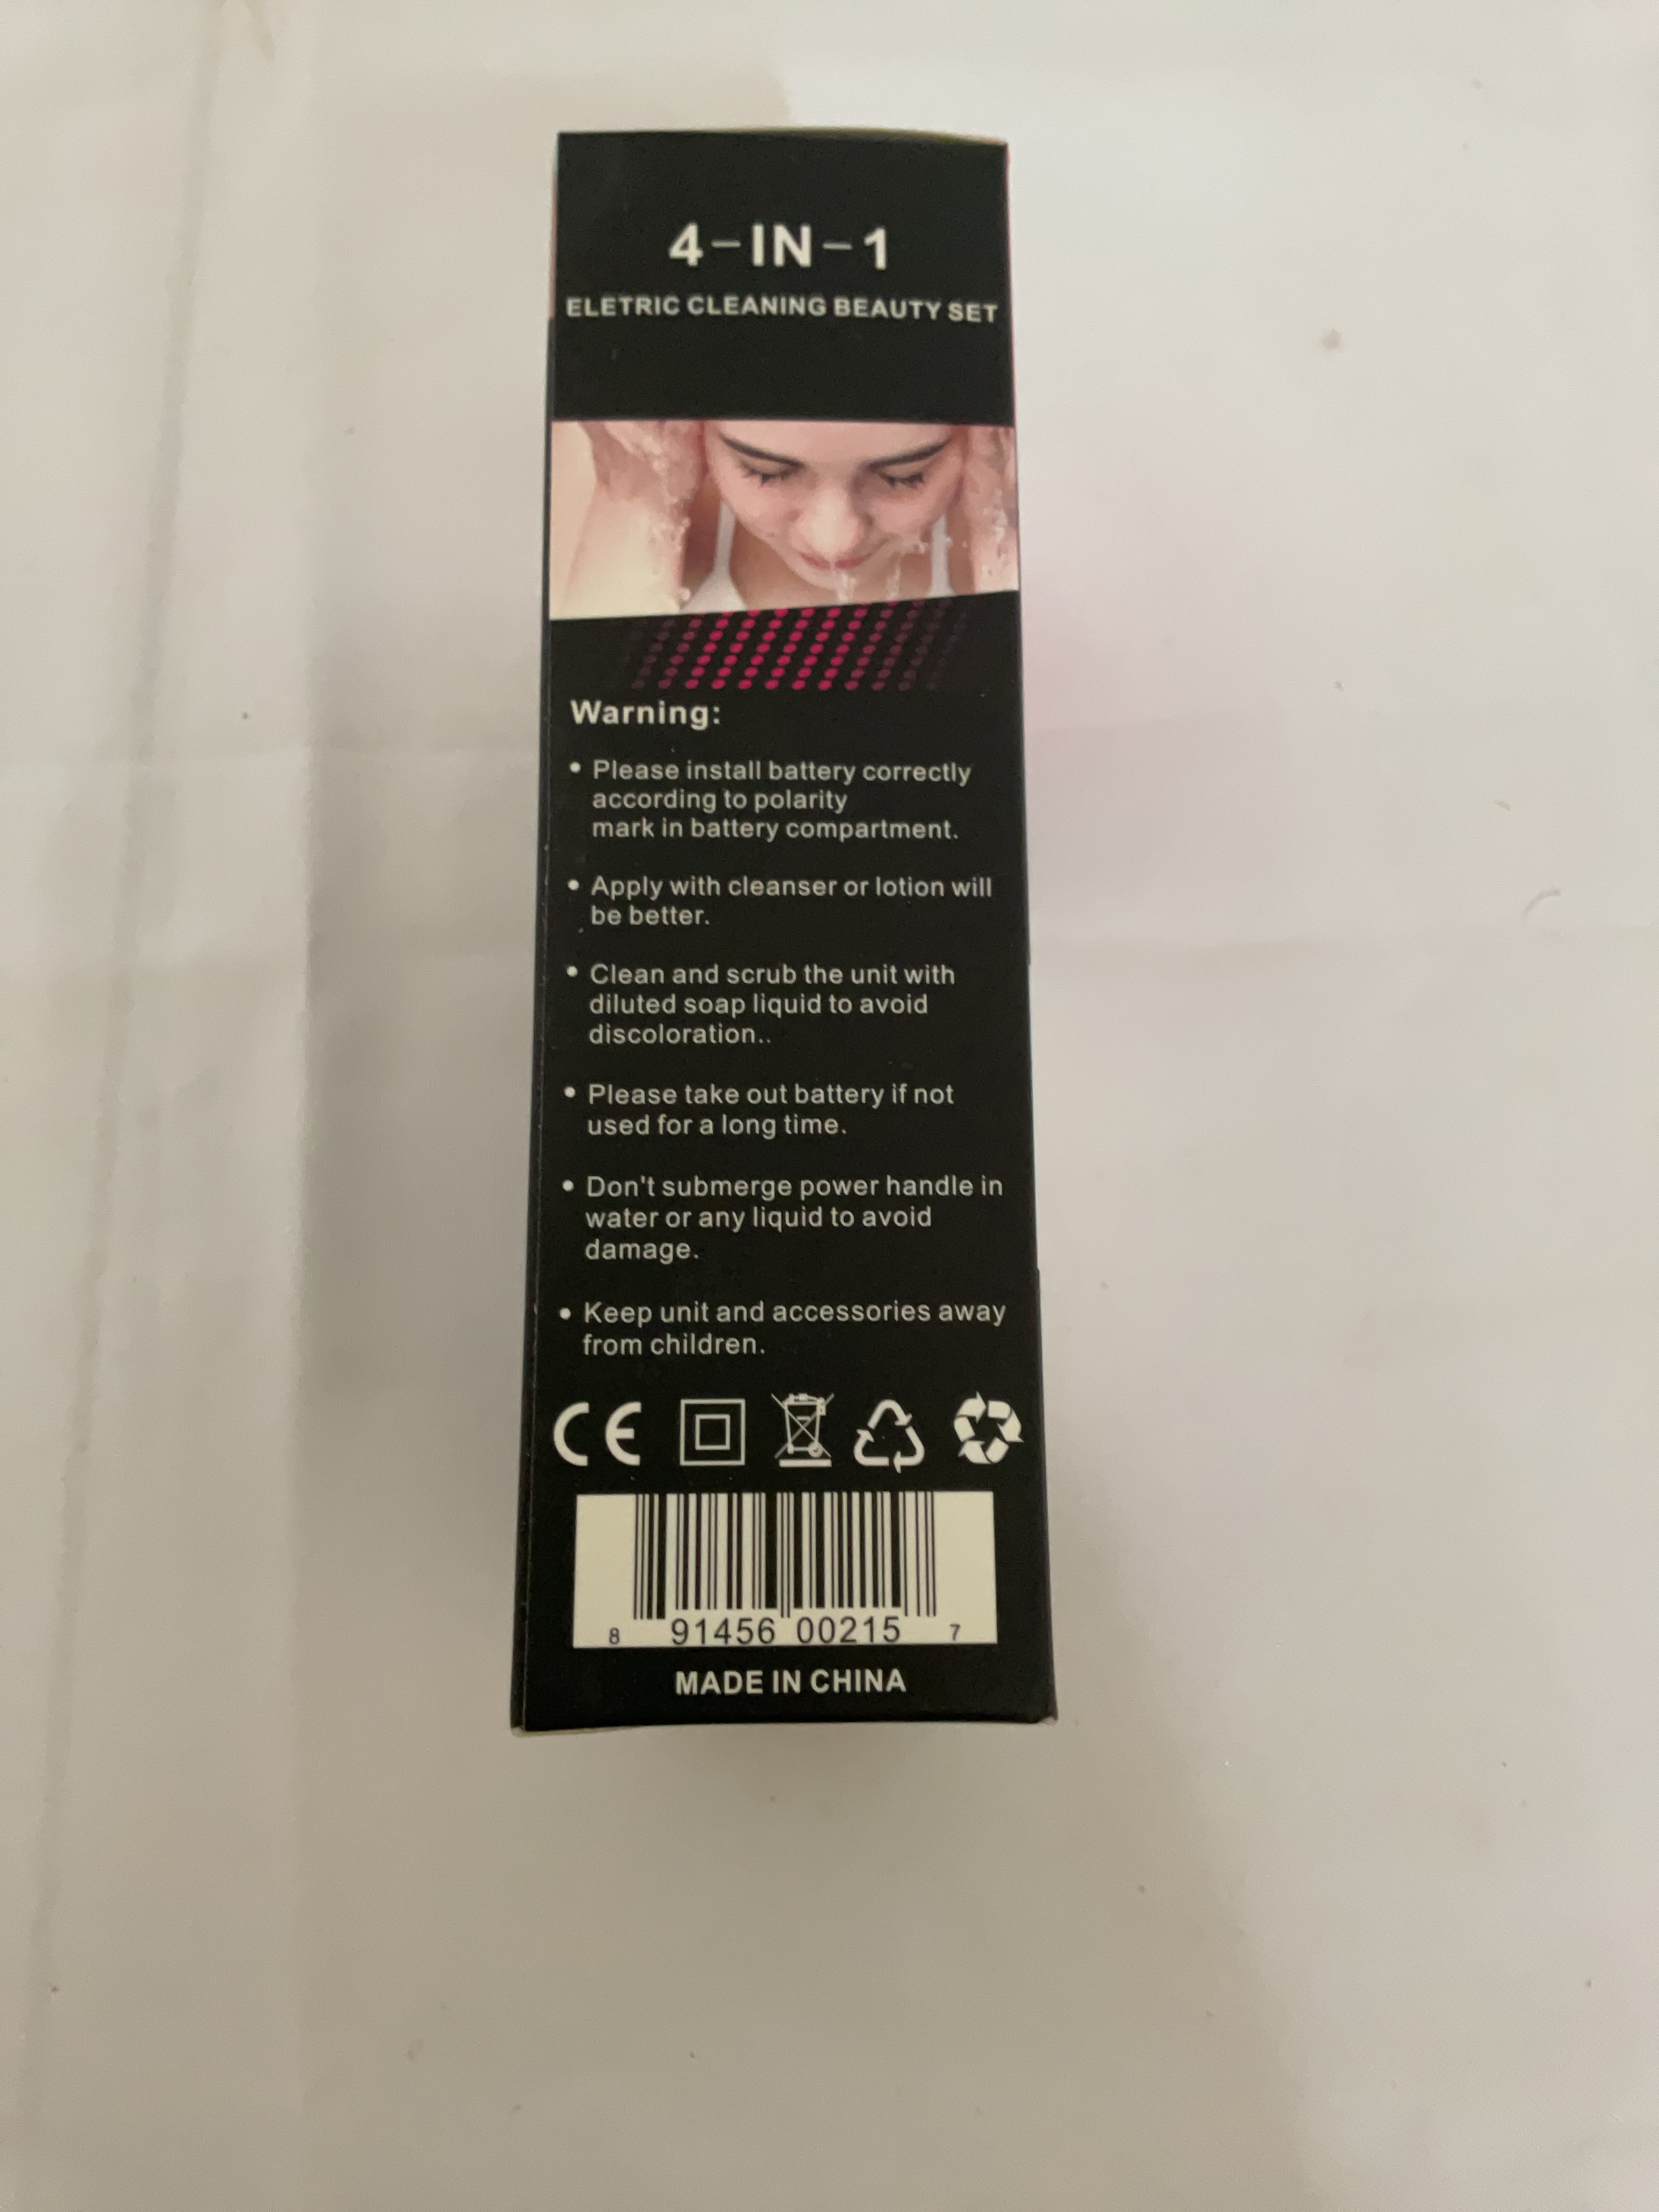 4-IN-1
ELETRIC CLEANING BEAUTY SET
Warning:
• Please install battery correctly
according to polarity
mark in battery compartment.
• Apply with cleanser or lotion will
be better.
• Clean and scrub the unit with
diluted soap liquid to avoid
discoloration..
• Please take out battery if not
used for a long time.
• Don't submerge power handle in
water or any liquid to avoid
damage.
• Keep unit and accessories away
from children.
CE
8 91456 00215 7
MADE IN CHINA